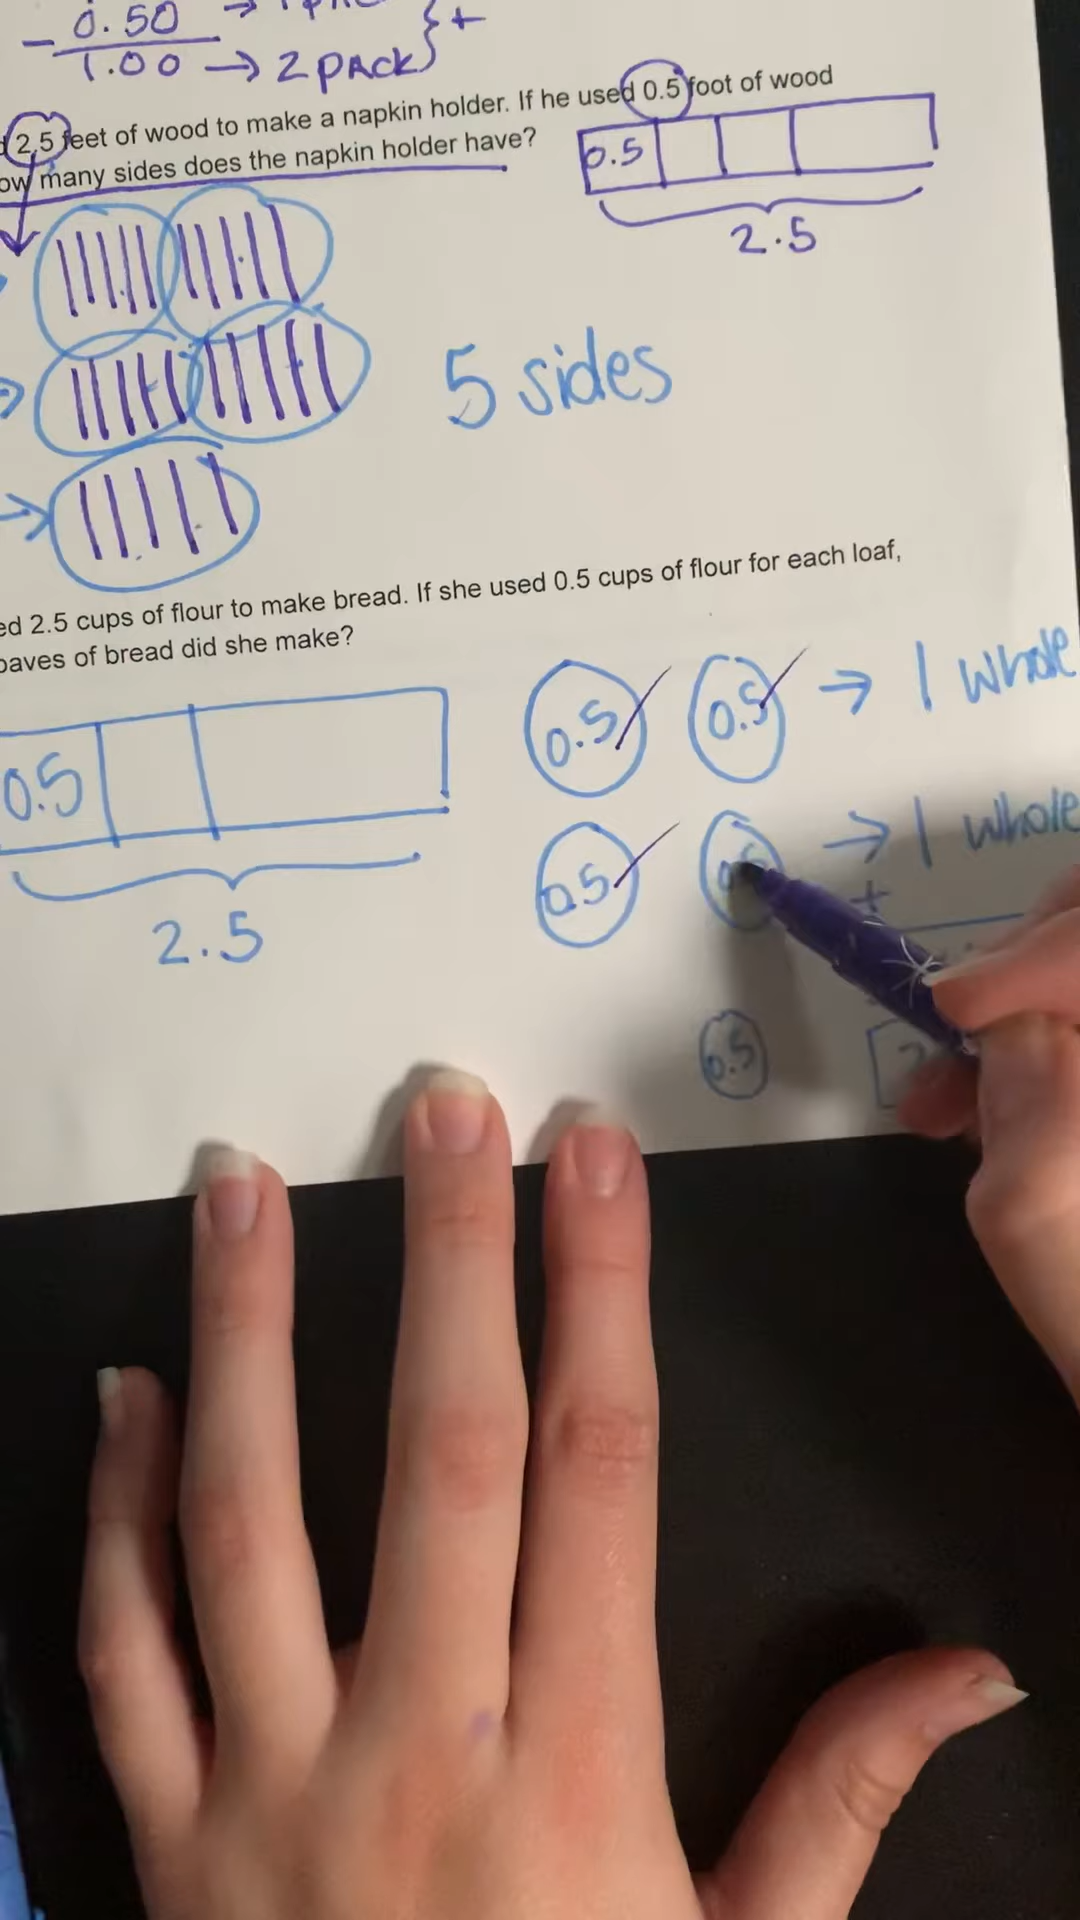 - 0.50 →
1.00 → 2 PACK } +
2.5 feet of wood to make a napkin holder. If he used 0.5 foot of wood
ow many sides does the napkin holder have?
0.5
2.5
5 sides
ed 2.5 cups of flour to make bread. If she used 0.5 cups of flour for each loaf,
oaves of bread did she make?
0.5 0.5 → 1 whole
0.5
0.5 → 1 whole
+
2.5
0.5